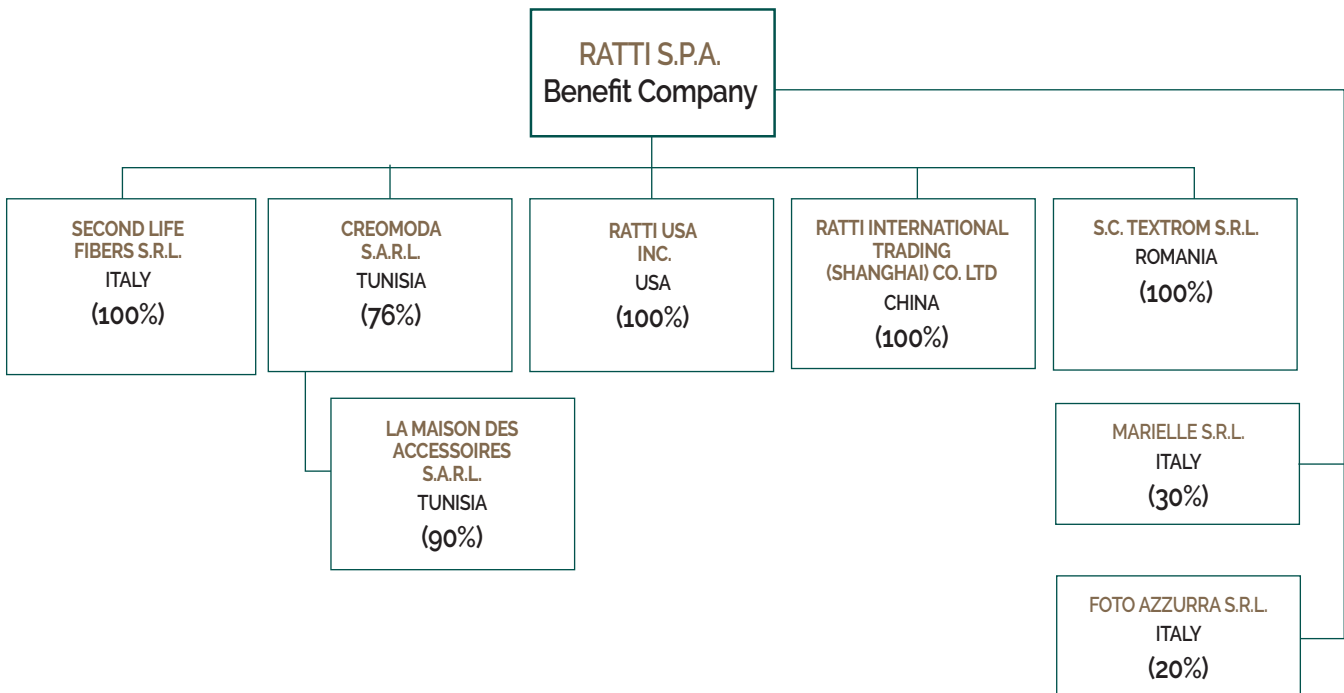 RATTI S.P.A.
Benefit Company
SECOND LIFE
FIBERS S.R.L.
ITALY
(100%)
CREOMODA
S.A.R.L.
TUNISIA
(76%)
RATTI USA
INC.
USA
(100%)
RATTI INTERNATIONAL
TRADING
(SHANGHAI) CO. LTD
CHINA
(100%)
S.C. TEXTROM S.R.L.
ROMANIA
(100%)
LA MAISON DES
ACCESSOIRES
S.A.R.L.
TUNISIA
(90%)
MARIELLE S.R.L.
ITALY
(30%)
FOTO AZZURRA S.R.L.
ITALY
(20%)